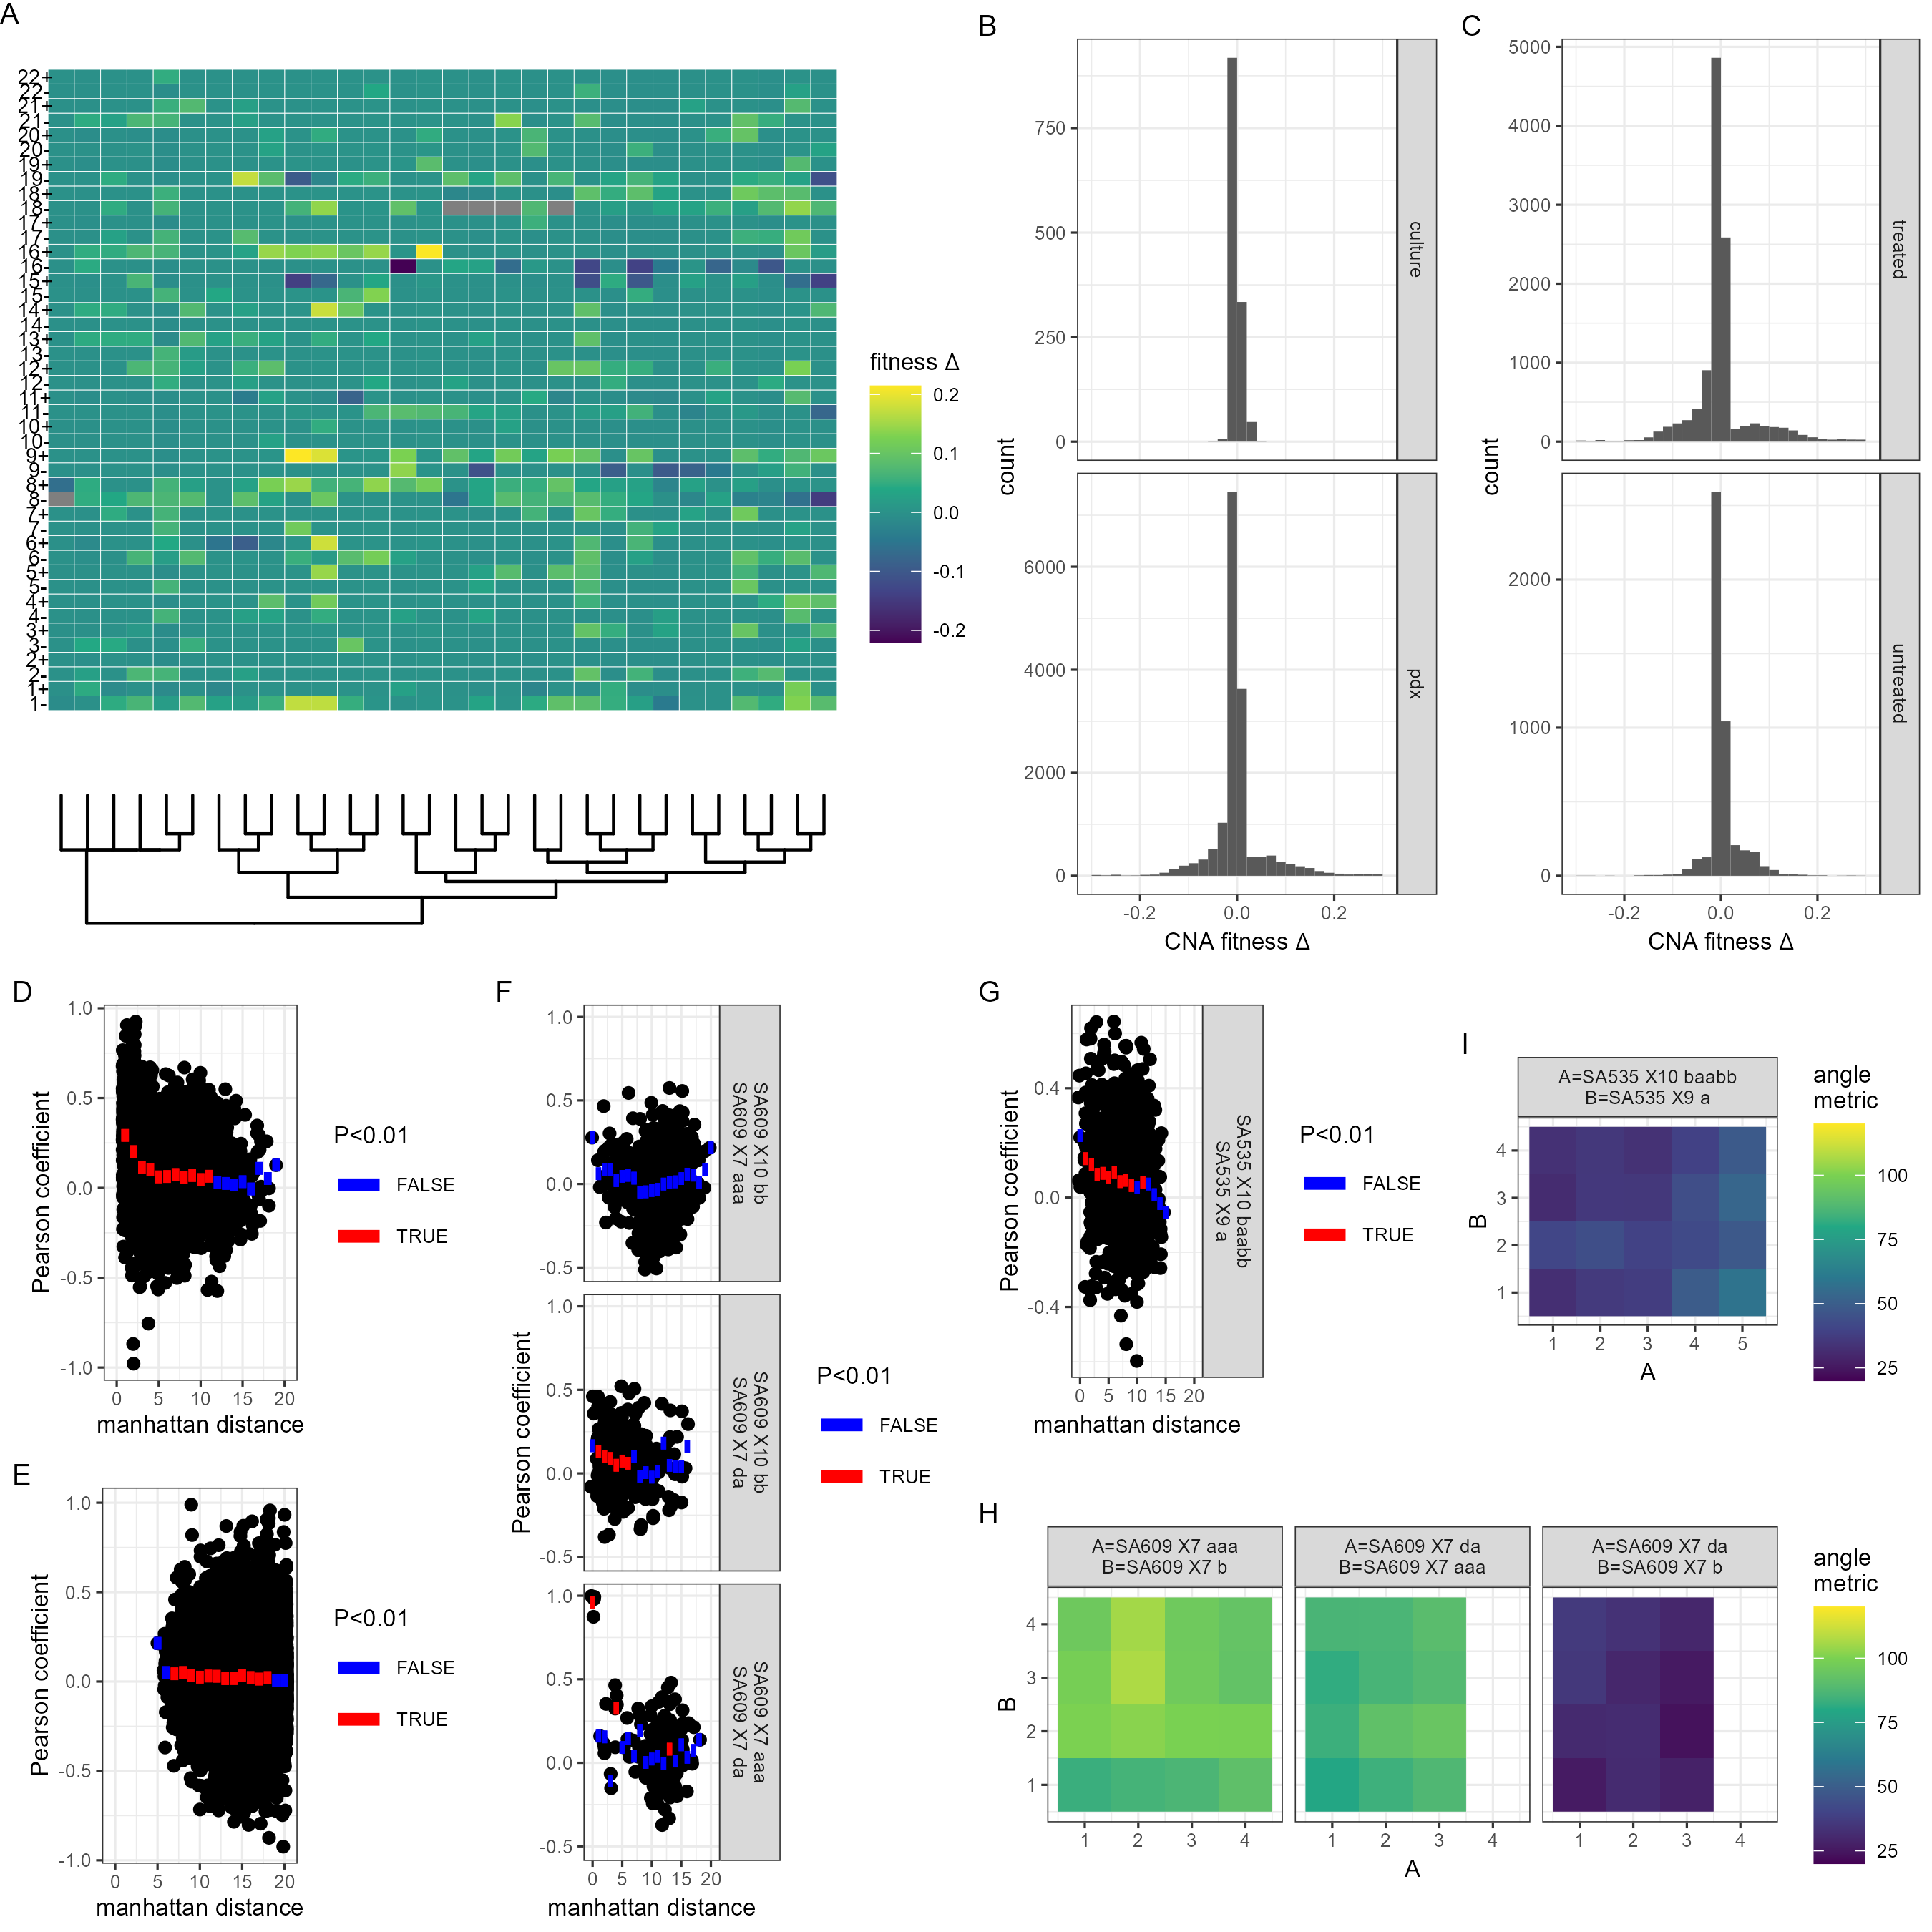 A
22+
22-
21+
21-
20+
20-
19+
19-
18+
18-
17+
17-
16+
16-
15+
15-
14+
14-
13+
13-
12+
12-
11+
11-
10+
10-
9+
9-
8+
8-
7+
7-
6+
6-
5+
5-
4+
4-
3+
3-
2+
2-
1+
1-
fitness Δ
0.2
0.1
0.0
-0.1
-0.2
B
count
750
500
250
0
culture
6000
4000
2000
0
pdx
-0.2 0.0 0.2
CNA fitness Δ
C
count
5000
4000
3000
2000
1000
0
treated
2000
1000
0
untreated
-0.2 0.0 0.2
CNA fitness Δ
D
Pearson coefficient
1.0
0.5
0.0
-0.5
-1.0
0 5 10 15 20
manhattan distance
P<0.01
FALSE
TRUE
E
Pearson coefficient
1.0
0.5
0.0
-0.5
-1.0
0 5 10 15 20
manhattan distance
P<0.01
FALSE
TRUE
F
Pearson coefficient
1.0
0.5
0.0
-0.5
SA609 X10 bb
SA609 X7 aaa
1.0
0.5
0.0
-0.5
SA609 X10 bb
SA609 X7 da
1.0
0.5
0.0
-0.5
SA609 X7 aaa
SA609 X7 da
0 5 10 15 20
manhattan distance
P<0.01
FALSE
TRUE
G
Pearson coefficient
0.4
0.0
-0.4
SA535 X10 baabb
SA535 X9 a
0 5 10 15 20
manhattan distance
P<0.01
FALSE
TRUE
I
A=SA535 X10 baabb
B=SA535 X9 a
B
4
3
2
1
1 2 3 4 5
A
angle
metric
100
75
50
25
H
A=SA609 X7 aaa
B=SA609 X7 b
A=SA609 X7 da
B=SA609 X7 aaa
A=SA609 X7 da
B=SA609 X7 b
B
4
3
2
1
1 2 3 4
1 2 3 4
1 2 3 4
A
angle
metric
100
75
50
25